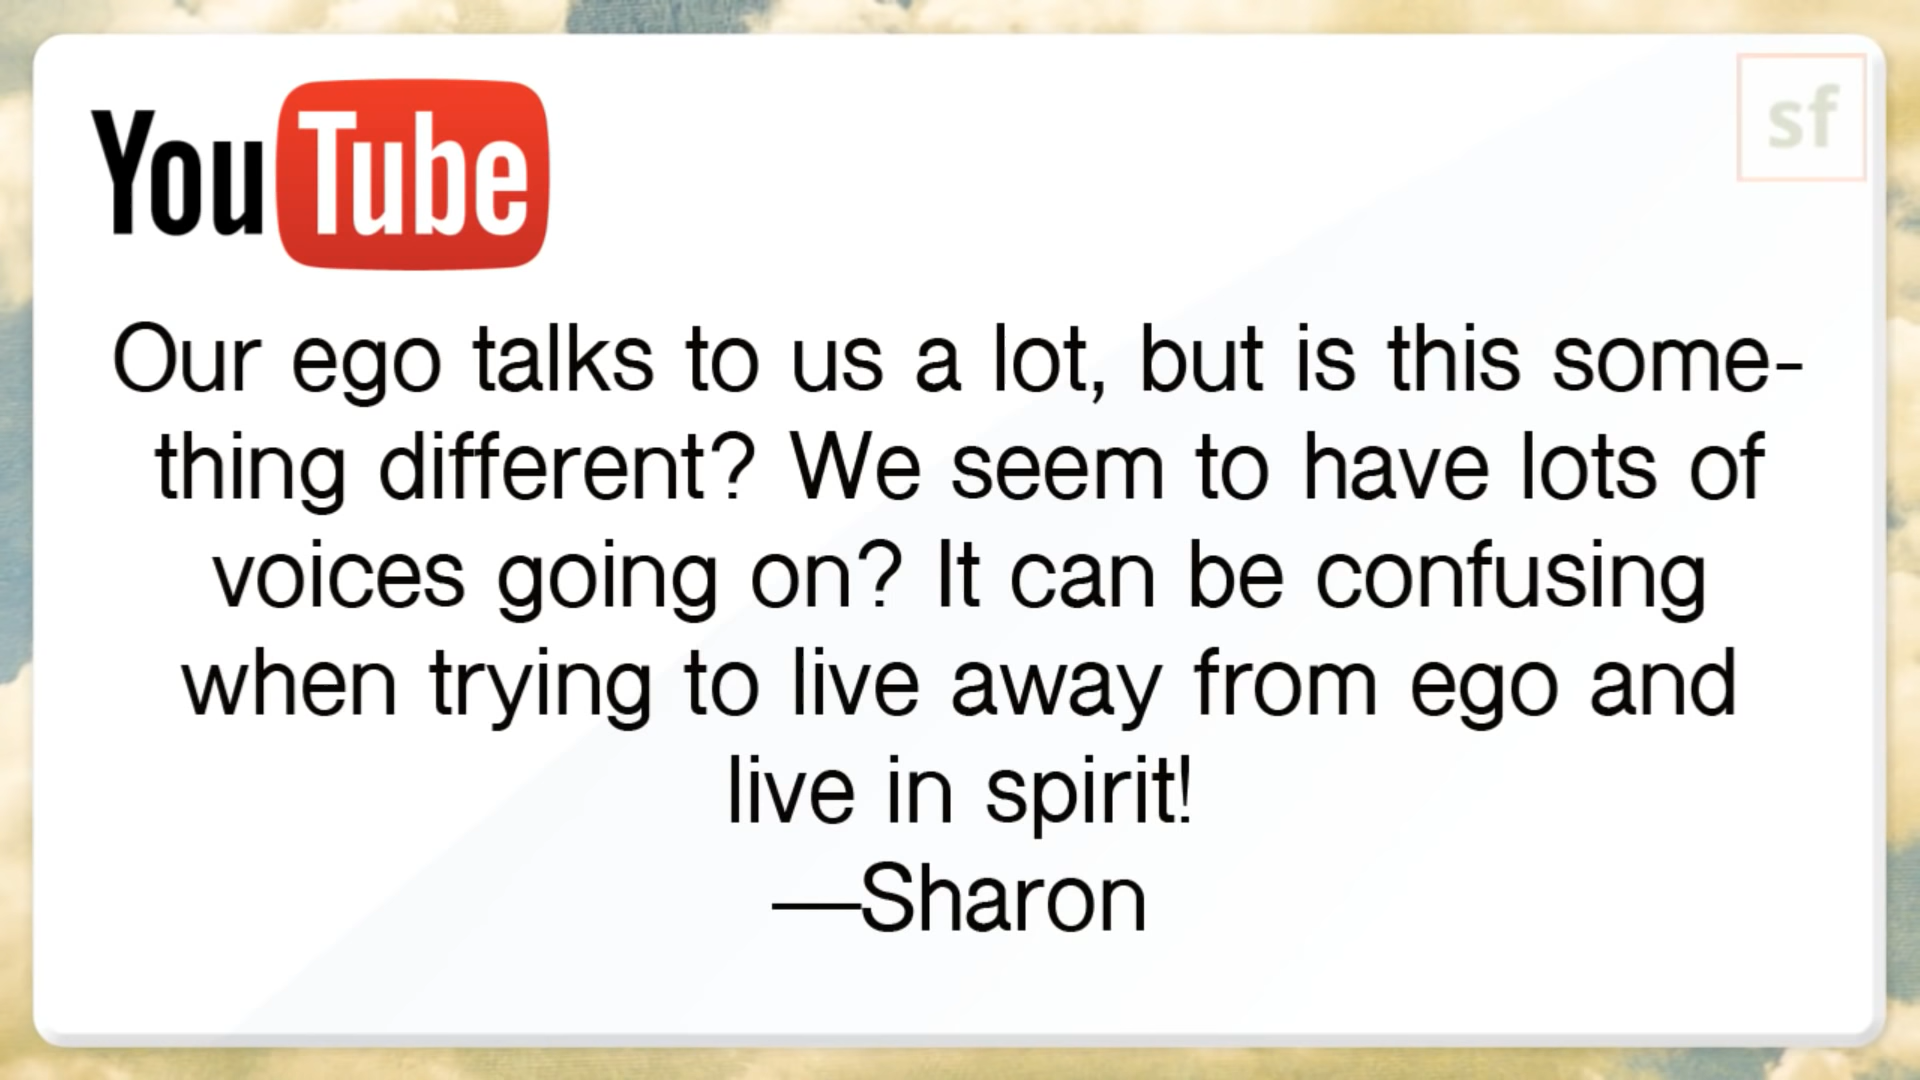 YouTube
sf
Our ego talks to us a lot, but is this some-
thing different? We seem to have lots of
voices going on? It can be confusing
when trying to live away from ego and
live in spirit!
—Sharon